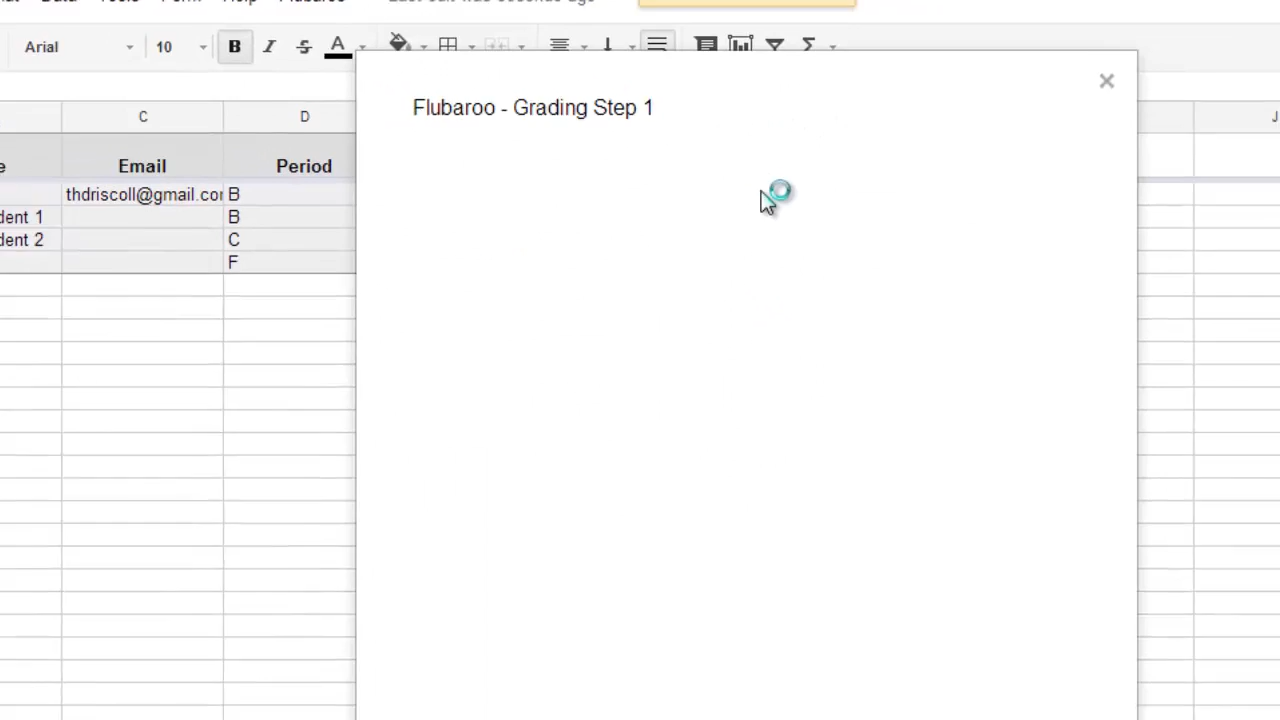 Arial 10 B I S A Σ
Flubaroo - Grading Step 1 ×
C D J
Email Period
thdriscoll@gmail.co B
dent 1 B
dent 2 C
F